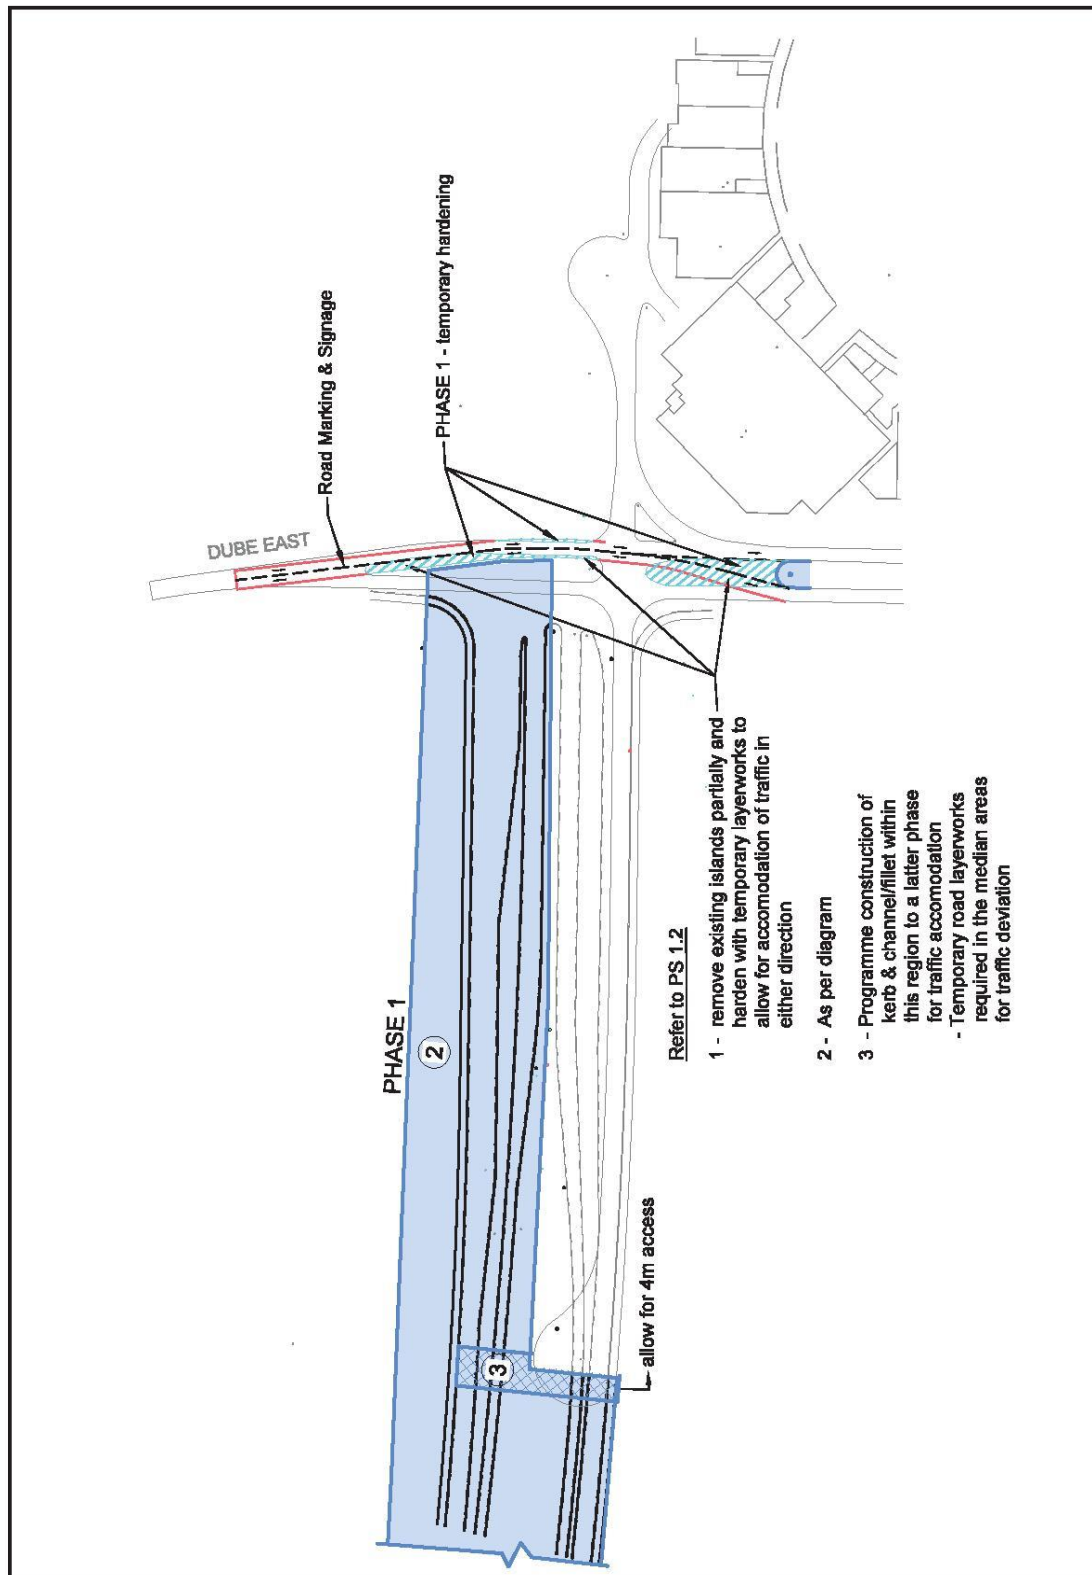 DUBE EAST
Road Marking & Signage
PHASE 1 - temporary hardening
PHASE 1
2
3
allow for 4m access
Refer to PS 1.2
1 - remove existing islands partially and
harden with temporary layerworks to
allow for accomodation of traffic in
either direction
2 - As per diagram
3 - Programme construction of
kerb & channel/fillet within
this region to a latter phase
for traffic accomodation
- Temporary road layerworks
required in the median areas
for traffic deviation